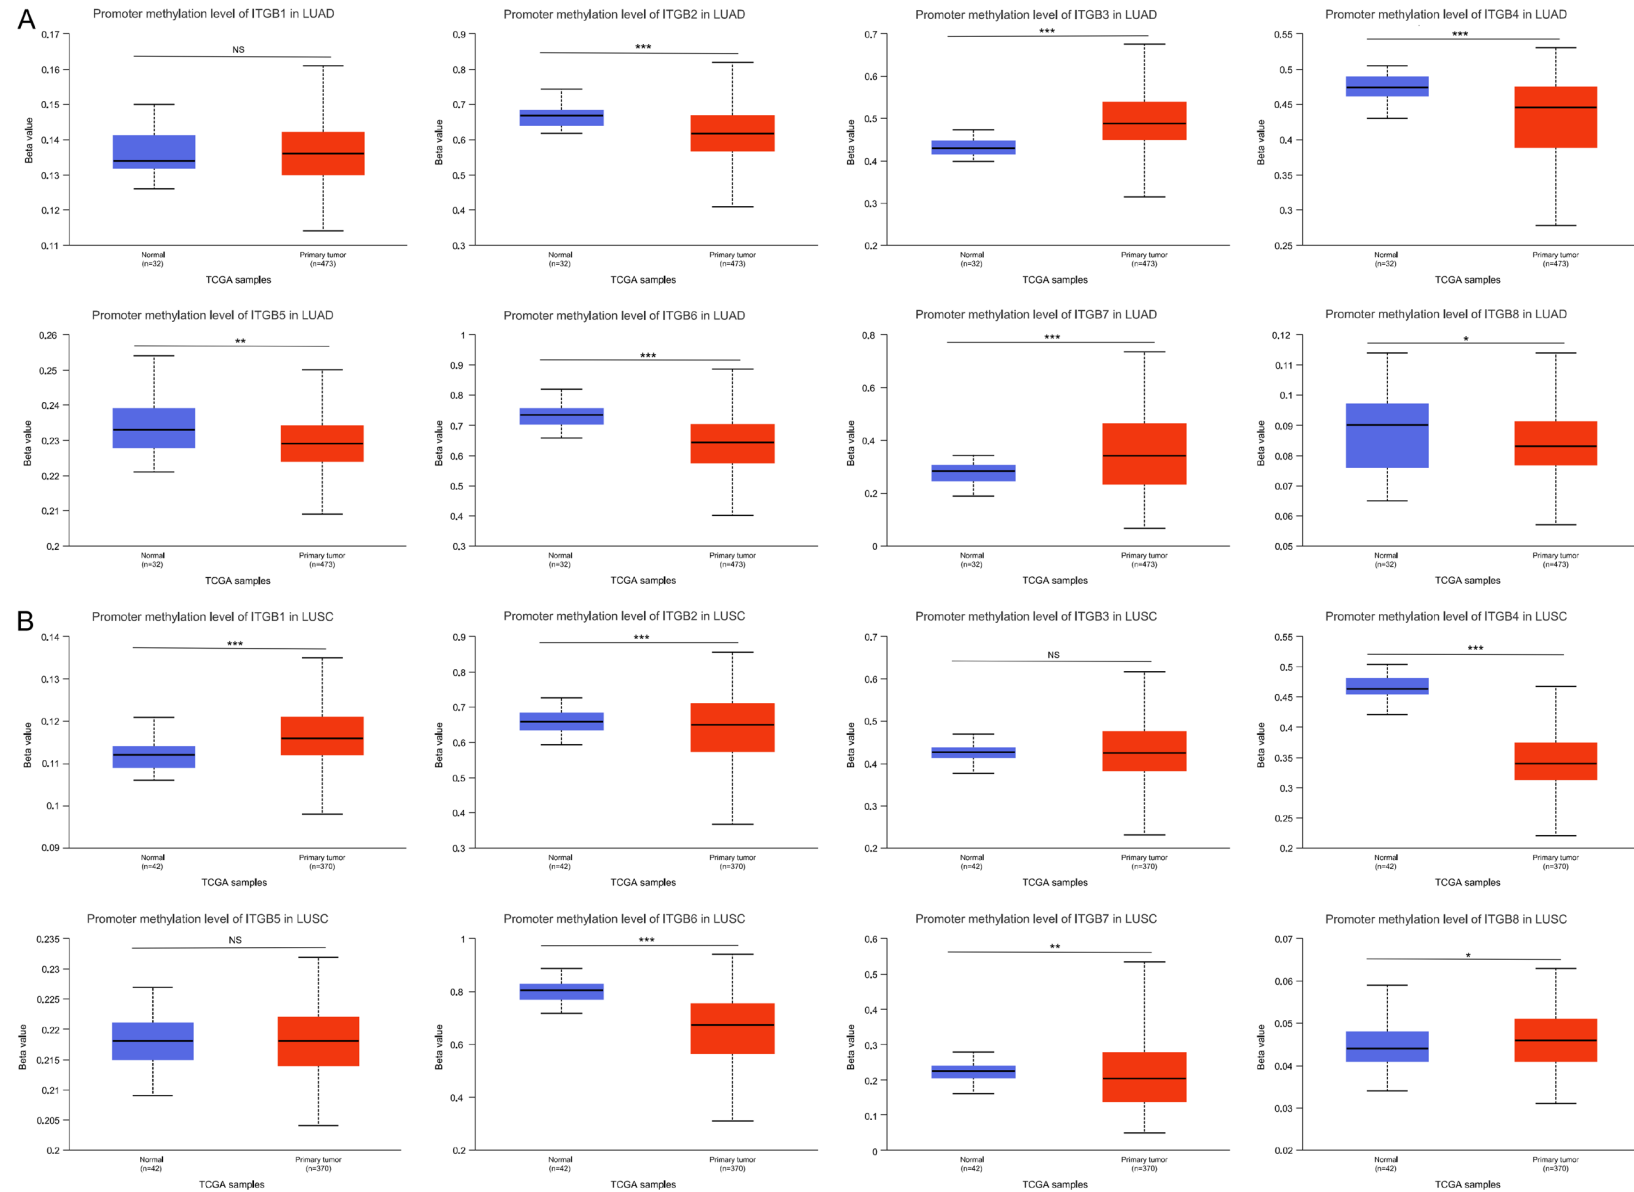 A
Promoter methylation level of ITGB1 in LUAD
0.17
0.16
0.15
0.14
0.13
0.12
0.11
Beta value
NS
Normal
(n=32)
Primary tumor
(n=473)
TCGA samples
Promoter methylation level of ITGB2 in LUAD
0.9
0.8
0.7
0.6
0.5
0.4
0.3
Beta value
***
Normal
(n=32)
Primary tumor
(n=473)
TCGA samples
Promoter methylation level of ITGB3 in LUAD
0.7
0.6
0.5
0.4
0.3
0.2
Beta value
***
Normal
(n=32)
Primary tumor
(n=473)
TCGA samples
Promoter methylation level of ITGB4 in LUAD
0.55
0.5
0.45
0.4
0.35
0.3
0.25
Beta value
***
Normal
(n=32)
Primary tumor
(n=473)
TCGA samples
Promoter methylation level of ITGB5 in LUAD
0.26
0.25
0.24
0.23
0.22
0.21
0.2
Beta value
**
Normal
(n=32)
Primary tumor
(n=473)
TCGA samples
Promoter methylation level of ITGB6 in LUAD
1
0.9
0.8
0.7
0.6
0.5
0.4
0.3
Beta value
***
Normal
(n=32)
Primary tumor
(n=473)
TCGA samples
Promoter methylation level of ITGB7 in LUAD
0.8
0.6
0.4
0.2
0
Beta value
***
Normal
(n=32)
Primary tumor
(n=473)
TCGA samples
Promoter methylation level of ITGB8 in LUAD
0.12
0.11
0.1
0.09
0.08
0.07
0.06
0.05
Beta value
*
Normal
(n=32)
Primary tumor
(n=473)
TCGA samples
B
Promoter methylation level of ITGB1 in LUSC
0.14
0.13
0.12
0.11
0.1
0.09
Beta value
***
Normal
(n=42)
Primary tumor
(n=370)
TCGA samples
Promoter methylation level of ITGB2 in LUSC
0.9
0.8
0.7
0.6
0.5
0.4
0.3
Beta value
***
Normal
(n=42)
Primary tumor
(n=370)
TCGA samples
Promoter methylation level of ITGB3 in LUSC
0.7
0.6
0.5
0.4
0.3
0.2
Beta value
NS
Normal
(n=42)
Primary tumor
(n=370)
TCGA samples
Promoter methylation level of ITGB4 in LUSC
0.55
0.5
0.45
0.4
0.35
0.3
0.25
0.2
Beta value
***
Normal
(n=42)
Primary tumor
(n=370)
TCGA samples
Promoter methylation level of ITGB5 in LUSC
0.235
0.23
0.225
0.22
0.215
0.21
0.205
0.2
Beta value
NS
Normal
(n=42)
Primary tumor
(n=370)
TCGA samples
Promoter methylation level of ITGB6 in LUSC
1
0.8
0.6
0.4
0.2
Beta value
***
Normal
(n=42)
Primary tumor
(n=370)
TCGA samples
Promoter methylation level of ITGB7 in LUSC
0.6
0.5
0.4
0.3
0.2
0.1
0
Beta value
**
Normal
(n=42)
Primary tumor
(n=370)
TCGA samples
Promoter methylation level of ITGB8 in LUSC
0.07
0.06
0.05
0.04
0.03
0.02
Beta value
*
Normal
(n=42)
Primary tumor
(n=370)
TCGA samples